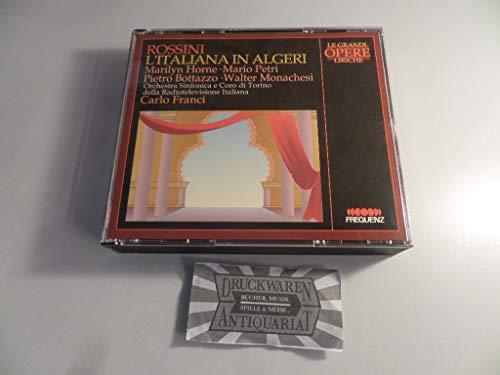 ROSSINI
L'ITALIANA IN ALGERI
Marilyn Horne · Mario Petri
Pietro Bottazzo · Walter Monachesi
Orchestra Sinfonica e Coro di Torino
della Radiotelevisione Italiana
Carlo Franci
LE GRANDI
OPERE
LIRICHE
FREQUENZ
DRUCKWAREN
BÜCHER, MUSIK,
SPIELE & MEHR...
ANTIQUARIAT